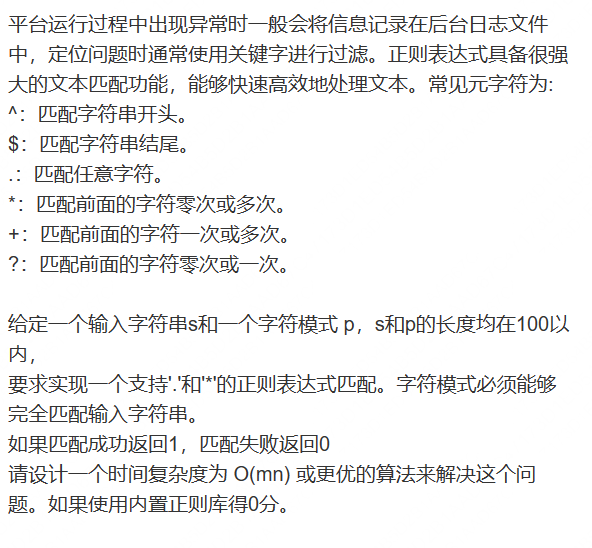 平台运行过程中出现异常时一般会将信息记录在后台日志文件
中，定位问题时通常使用关键字进行过滤。正则表达式具备很强
大的文本匹配功能，能够快速高效地处理文本。常见元字符为:
^：匹配字符串开头。
$：匹配字符串结尾。
.：匹配任意字符。
*：匹配前面的字符零次或多次。
+：匹配前面的字符一次或多次。
?：匹配前面的字符零次或一次。
给定一个输入字符串s和一个字符模式 p，s和p的长度均在100以
内，
要求实现一个支持'.'和'*'的正则表达式匹配。字符模式必须能够
完全匹配输入字符串。
如果匹配成功返回1，匹配失败返回0
请设计一个时间复杂度为 O(mn) 或更优的算法来解决这个问
题。如果使用内置正则库得0分。